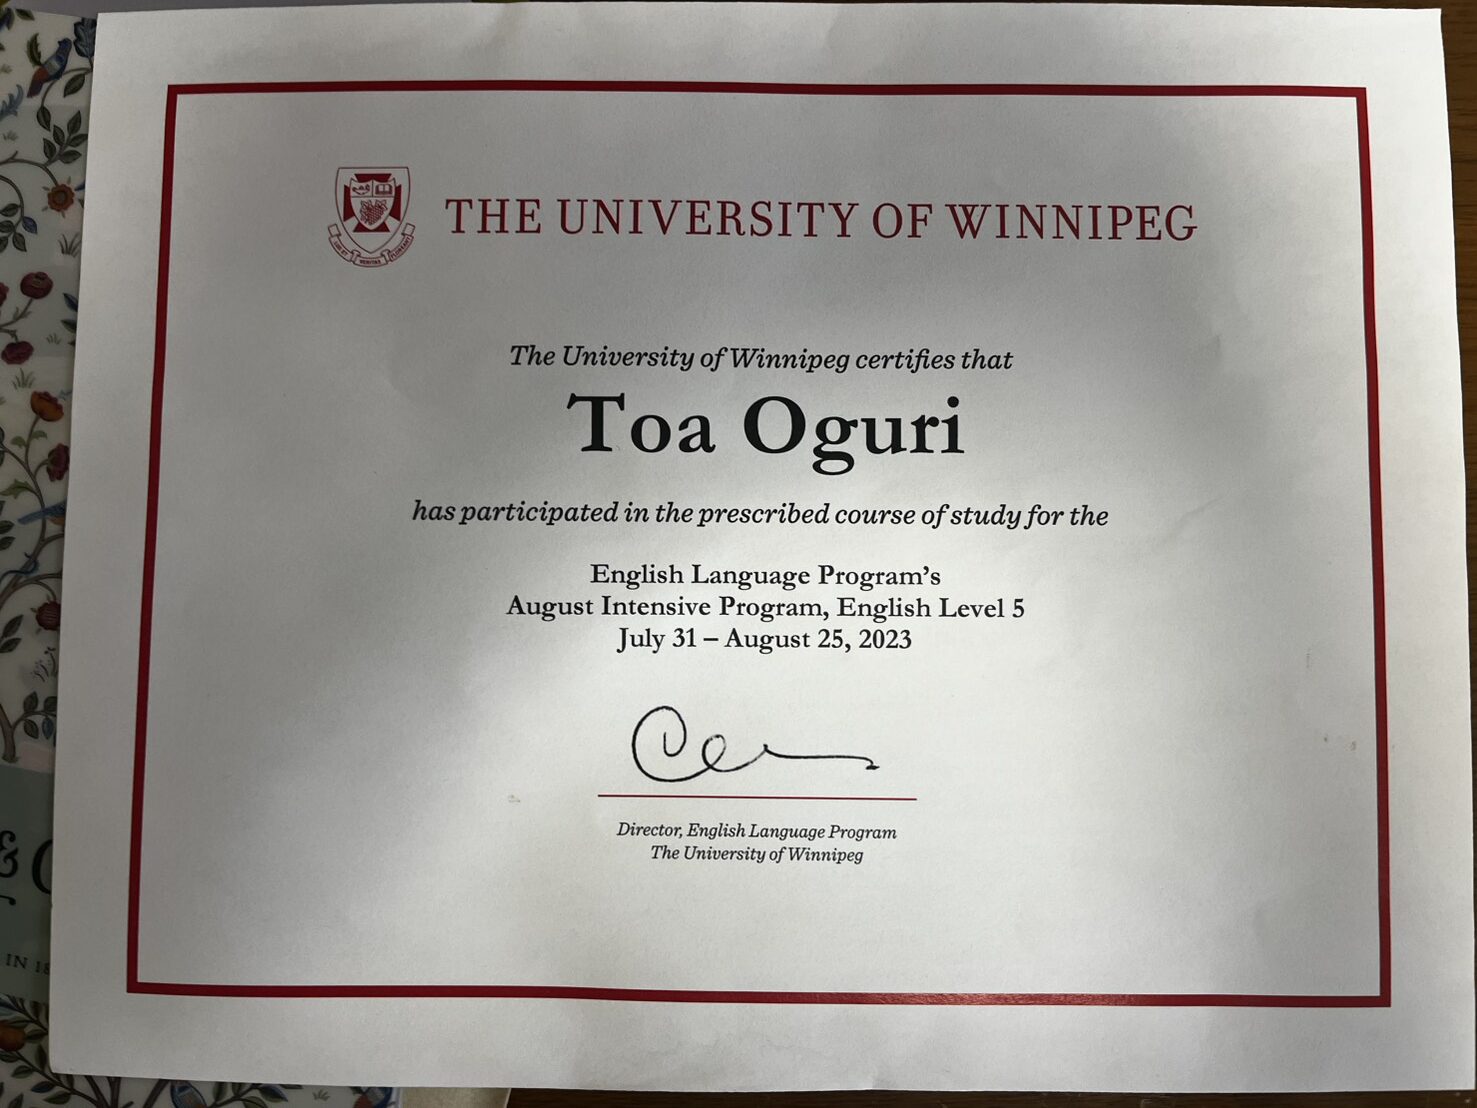 THE UNIVERSITY OF WINNIPEG
The University of Winnipeg certifies that
Toa Oguri
has participated in the prescribed course of study for the
English Language Program's
August Intensive Program, English Level 5
July 31 – August 25, 2023
Director, English Language Program
The University of Winnipeg
&
IN 18